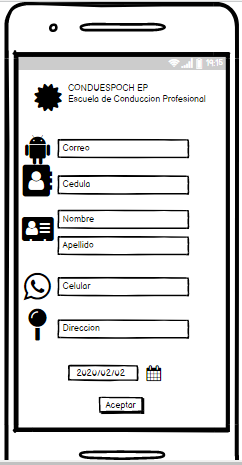 19:15
CONDUESPOCH EP
Escuela de Conduccion Profesional
Correo
Cedula
Nombre
Apellido
Celular
Direccion
2020/02/02
Aceptar